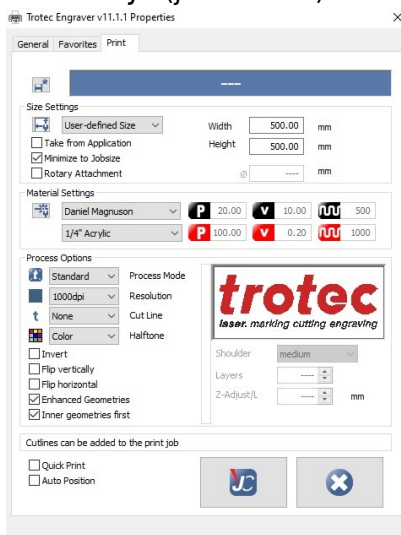 Trotec Engraver v11.1.1 Properties
General Favorites Print
---
Size Settings
User-defined Size Width 500.00 mm
Take from Application Height 500.00 mm
Minimize to Jobsize
Rotary Attachment ø ---- mm
Material Settings
Daniel Magnuson P 20.00 V 10.00 500
1/4" Acrylic P 100.00 V 0.20 1000
Process Options
Standard Process Mode
1000dpi Resolution
t None Cut Line
Color Halftone
trotec
laser. marking cutting engraving
Invert
Flip vertically
Flip horizontal
Enhanced Geometries
Inner geometries first
Shoulder medium
Layers ----
Z-Adjust/L ---- mm
Cutlines can be added to the print job
Quick Print
Auto Position
JC